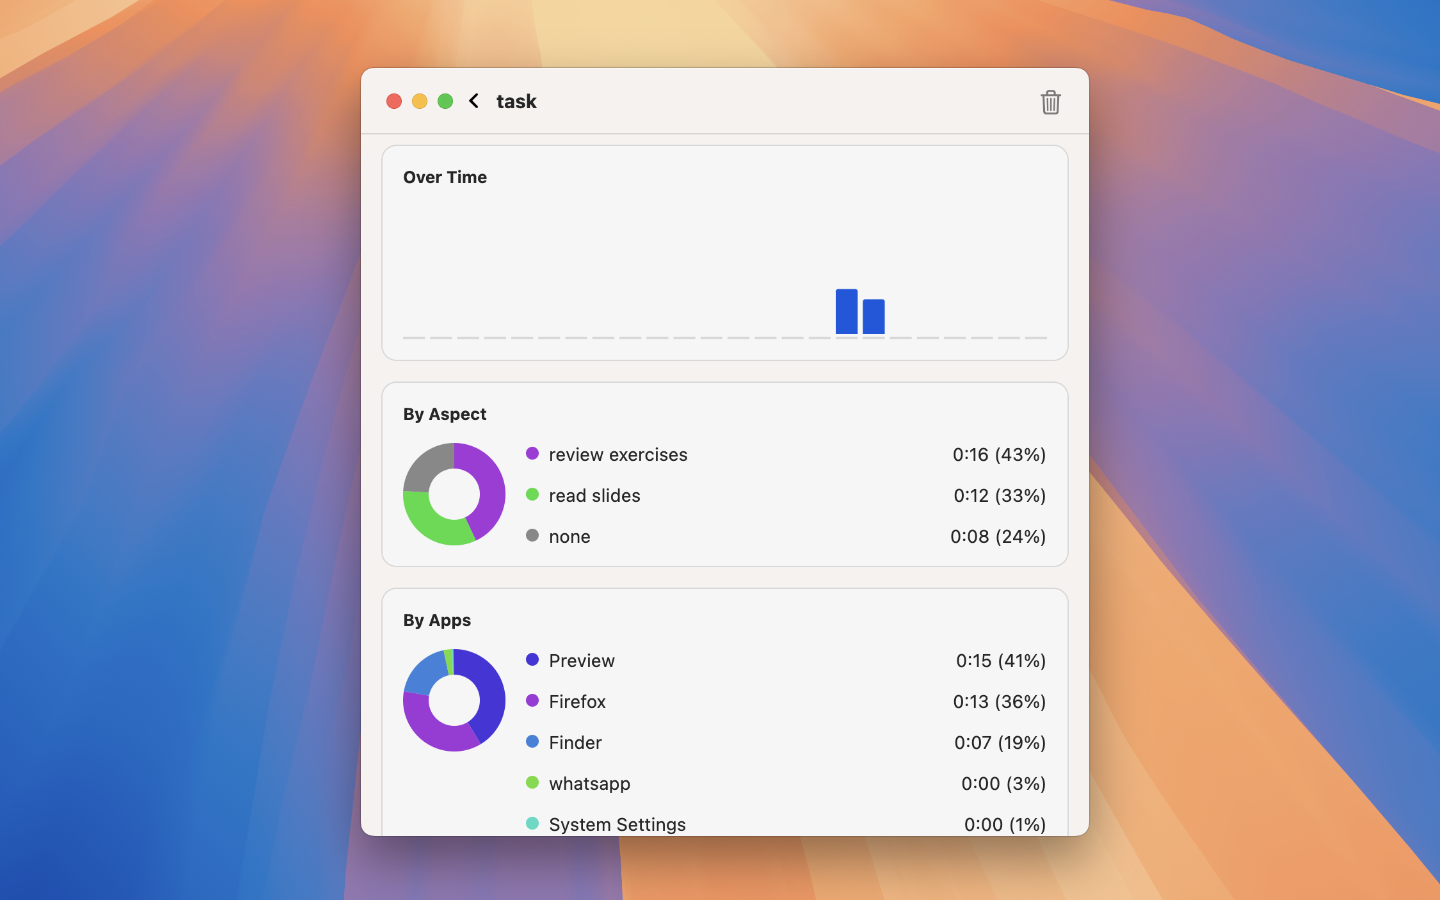 task
Over Time
By Aspect
review exercises 0:16 (43%)
read slides 0:12 (33%)
none 0:08 (24%)
By Apps
Preview 0:15 (41%)
Firefox 0:13 (36%)
Finder 0:07 (19%)
whatsapp 0:00 (3%)
System Settings 0:00 (1%)